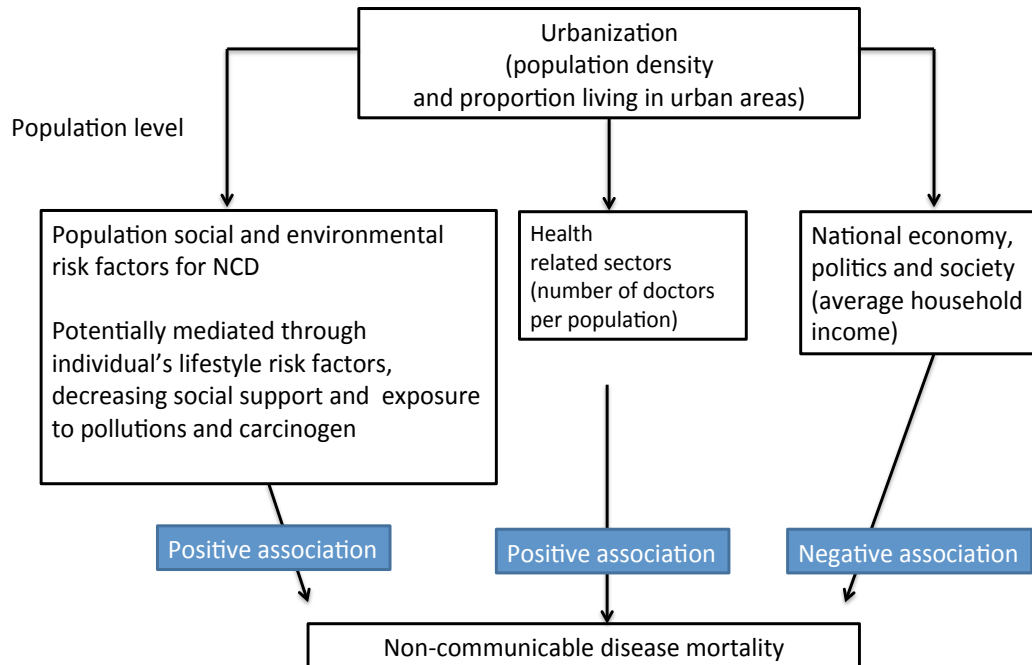 Urbanization
(population density
and proportion living in urban areas)
Population level
Population social and environmental
risk factors for NCD
Potentially mediated through
individual’s lifestyle risk factors,
decreasing social support and exposure
to pollutions and carcinogen
Health
related sectors
(number of doctors
per population)
National economy,
politics and society
(average household
income)
Positive association
Positive association
Negative association
Non-communicable disease mortality